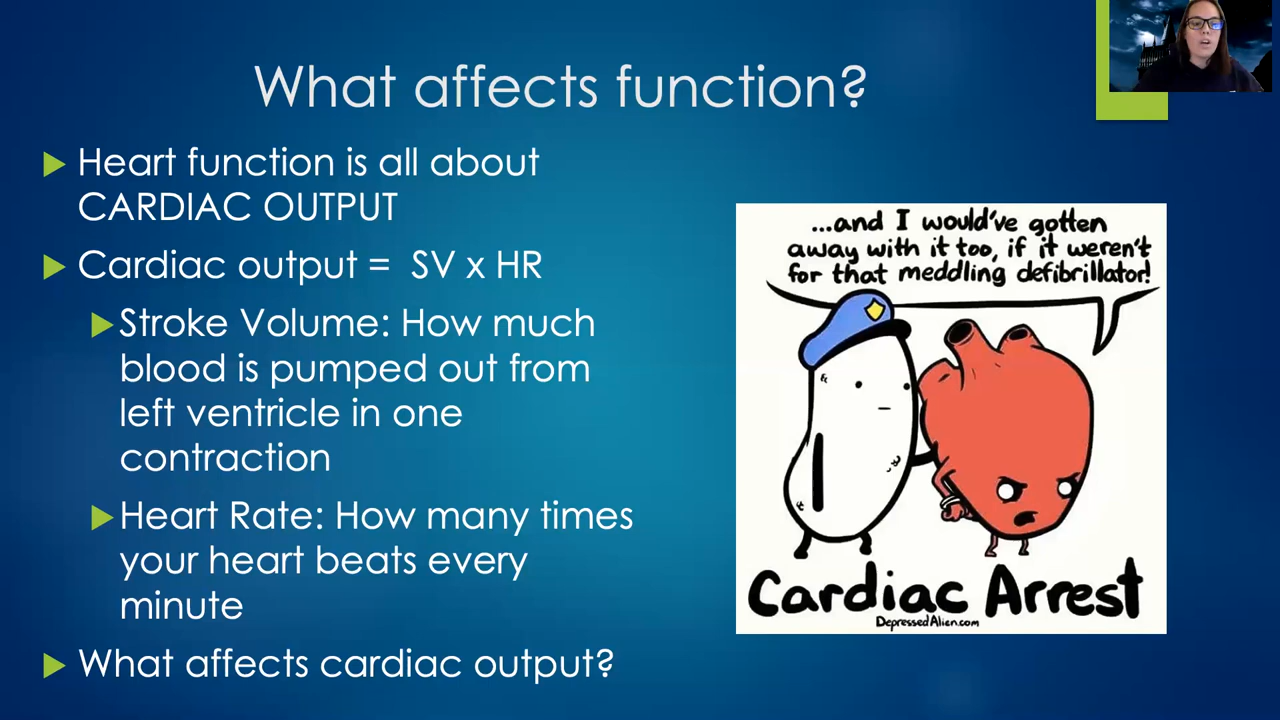 What affects function?
Heart function is all about
CARDIAC OUTPUT
Cardiac output = SV x HR
Stroke Volume: How much
blood is pumped out from
left ventricle in one
contraction
Heart Rate: How many times
your heart beats every
minute
What affects cardiac output?
...and I would've gotten
away with it too, if it weren't
for that meddling defibrillator!
Cardiac Arrest
DepressedAlien.com